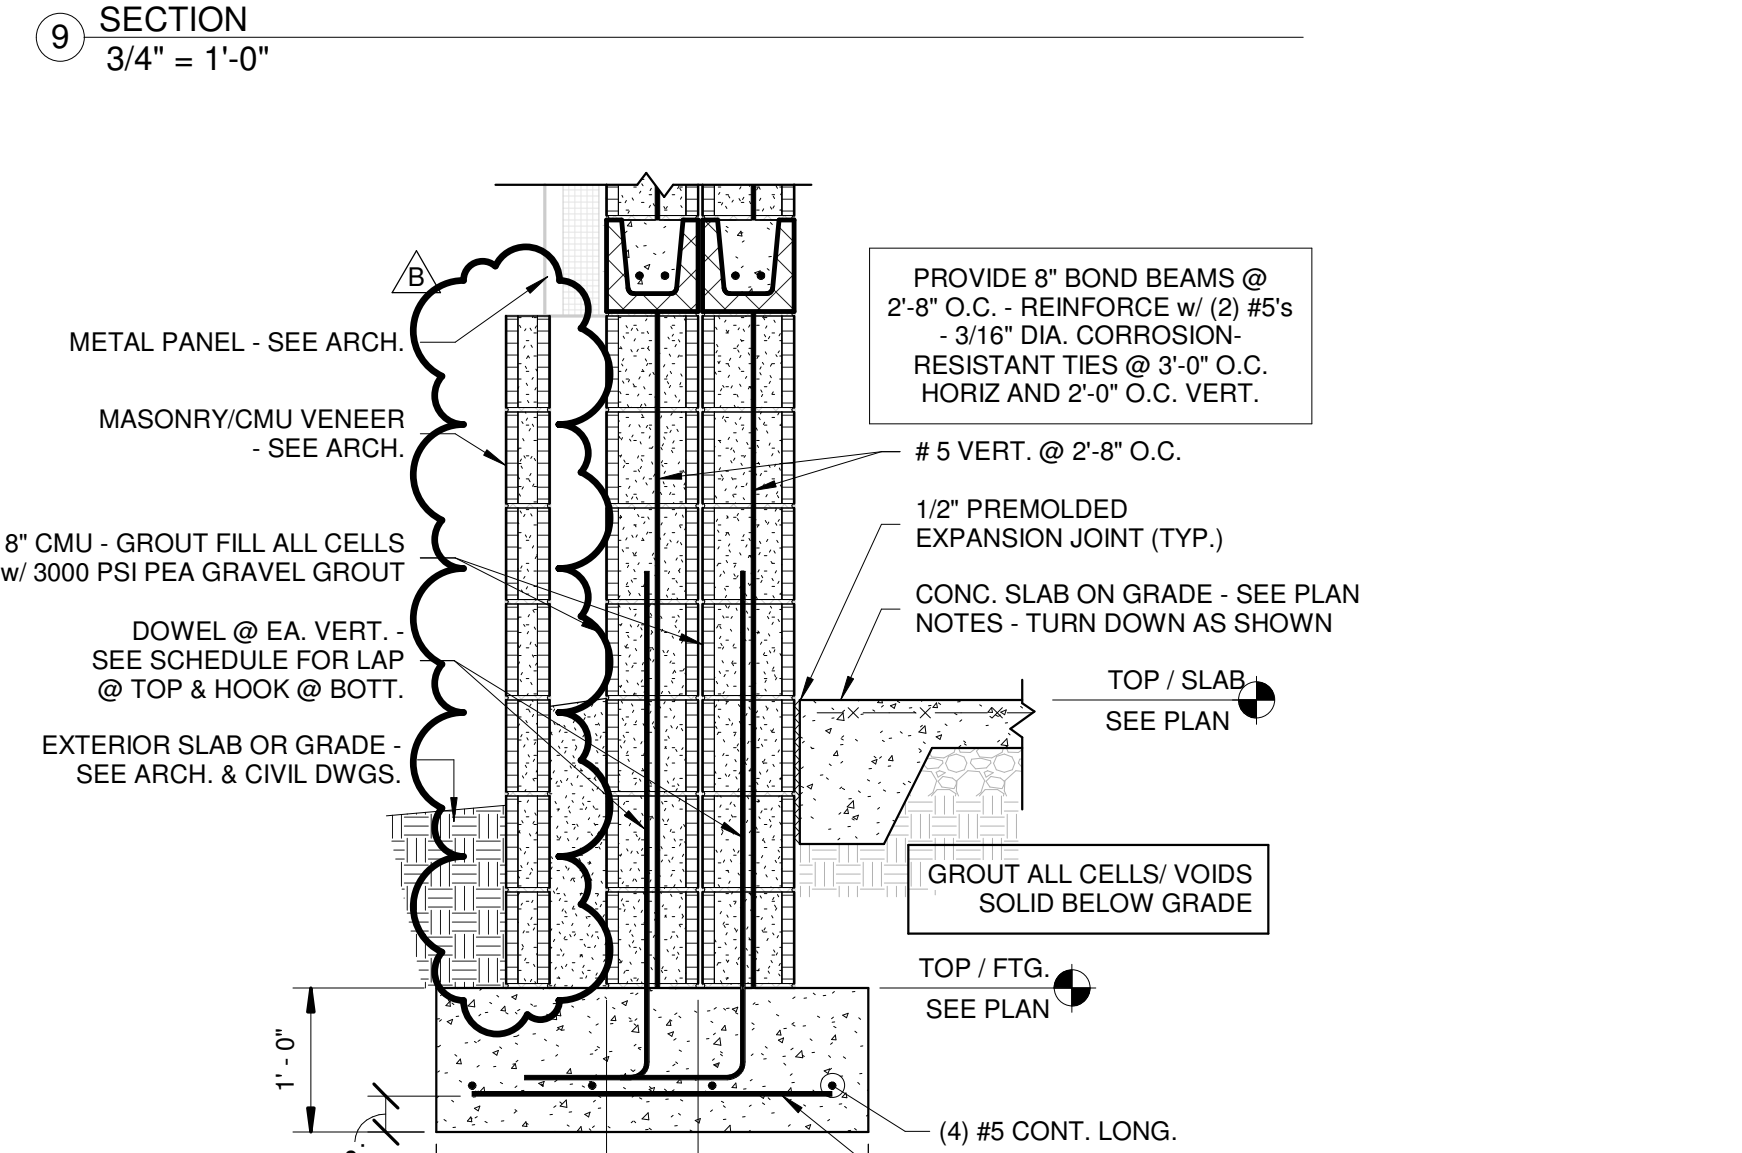 9
SECTION
3/4" = 1'-0"
B
METAL PANEL - SEE ARCH.
MASONRY/CMU VENEER
- SEE ARCH.
8" CMU - GROUT FILL ALL CELLS
w/ 3000 PSI PEA GRAVEL GROUT
DOWEL @ EA. VERT. -
SEE SCHEDULE FOR LAP
@ TOP & HOOK @ BOTT.
EXTERIOR SLAB OR GRADE -
SEE ARCH. & CIVIL DWGS.
PROVIDE 8" BOND BEAMS @
2'-8" O.C. - REINFORCE w/ (2) #5's
- 3/16" DIA. CORROSION-
RESISTANT TIES @ 3'-0" O.C.
HORIZ AND 2'-0" O.C. VERT.
# 5 VERT. @ 2'-8" O.C.
1/2" PREMOLDED
EXPANSION JOINT (TYP.)
CONC. SLAB ON GRADE - SEE PLAN
NOTES - TURN DOWN AS SHOWN
TOP / SLAB
SEE PLAN
GROUT ALL CELLS/ VOIDS
SOLID BELOW GRADE
TOP / FTG.
SEE PLAN
1' - 0"
(4) #5 CONT. LONG.